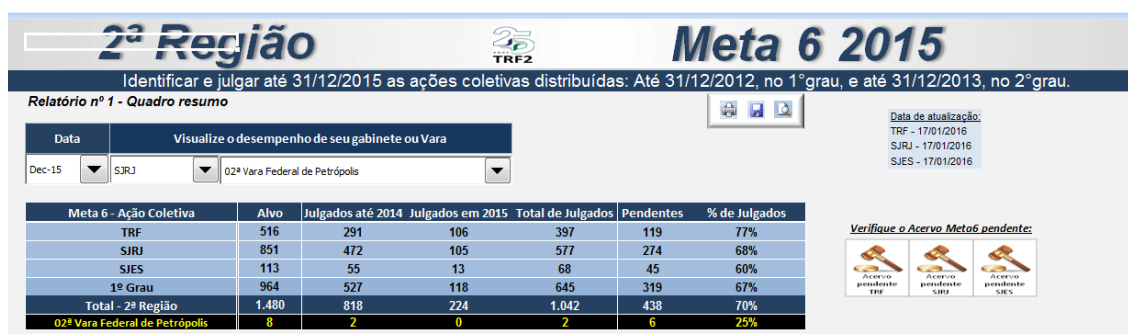 2ª Região
25
ANOS
TRF2
Meta 6 2015
Identificar e julgar até 31/12/2015 as ações coletivas distribuídas: Até 31/12/2012, no 1°grau, e até 31/12/2013, no 2°grau.
Relatório nº 1 - Quadro resumo
Data de atualização:
TRF - 17/01/2016
SJRJ - 17/01/2016
SJES - 17/01/2016
Data Visualize o desempenho de seu gabinete ou Vara
Dec-15 SJRJ 02ª Vara Federal de Petrópolis
Meta 6 - Ação Coletiva Alvo Julgados até 2014 Julgados em 2015 Total de Julgados Pendentes % de Julgados
TRF 516 291 106 397 119 77%
SJRJ 851 472 105 577 274 68%
SJES 113 55 13 68 45 60%
1º Grau 964 527 118 645 319 67%
Total - 2ª Região 1.480 818 224 1.042 438 70%
02ª Vara Federal de Petrópolis 8 2 0 2 6 25%
Verifique o Acervo Meta6 pendente:
Acervo pendente TRF
Acervo pendente SJRJ
Acervo pendente SJES